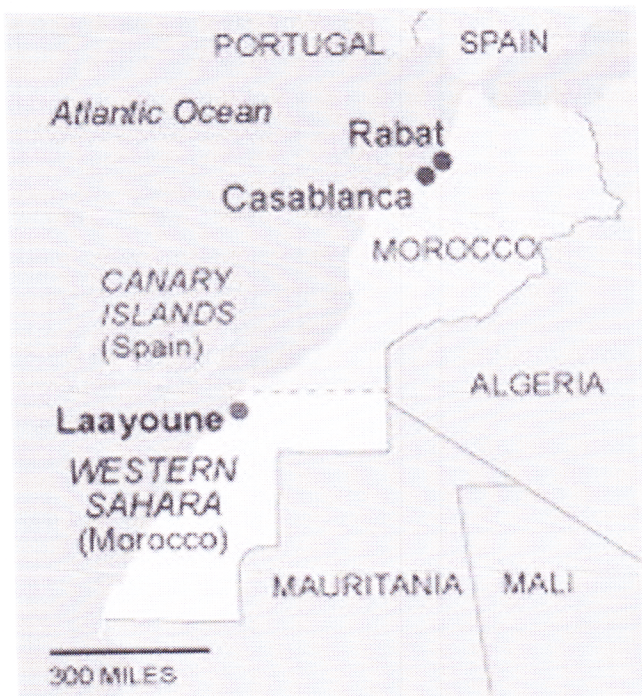 PORTUGAL SPAIN
Atlantic Ocean
Rabat
Casablanca
MOROCCO
CANARY
ISLANDS
(Spain)
ALGERIA
Laayoune
WESTERN
SAHARA
(Morocco)
MAURITANIA MALI
300 MILES